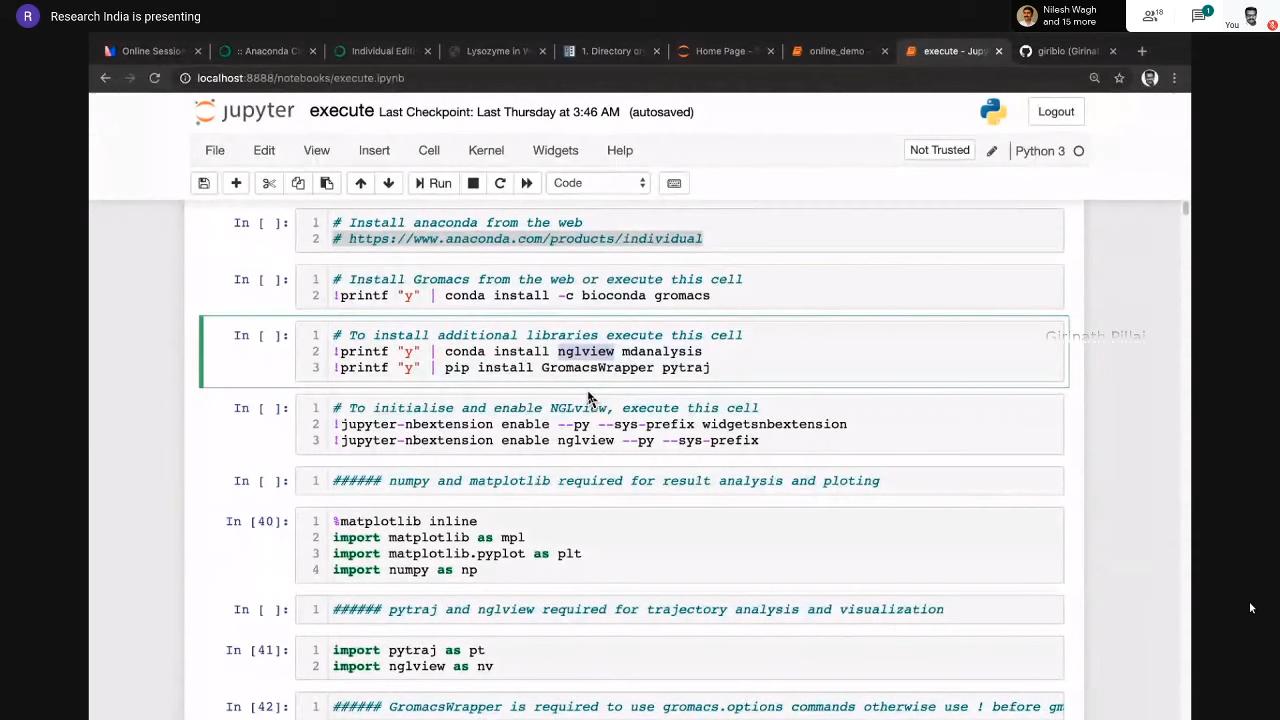 R Research India is presenting
Nilesh Wagh
and 15 more
18
1
You
Online Sessi
:: Anaconda C
Individual Editi
Lysozyme in W
1. Directory or
Home Page -
online_demo -
execute - Jup
giribio (Girinat
localhost:8888/notebooks/execute.ipynb
jupyter execute Last Checkpoint: Last Thursday at 3:46 AM (autosaved)
Logout
File Edit View Insert Cell Kernel Widgets Help
Not Trusted
Python 3
Run
Code
In [ ]: 1 # Install anaconda from the web
2 # https://www.anaconda.com/products/individual
In [ ]: 1 # Install Gromacs from the web or execute this cell
2 !printf "y" | conda install -c bioconda gromacs
In [ ]: 1 # To install additional libraries execute this cell
Girinath Pillai
2 !printf "y" | conda install nglview mdanalysis
3 !printf "y" | pip install GromacsWrapper pytraj
In [ ]: 1 # To initialise and enable NGLview, execute this cell
2 !jupyter-nbextension enable --py --sys-prefix widgetsnbextension
3 !jupyter-nbextension enable nglview --py --sys-prefix
In [ ]: 1 ###### numpy and matplotlib required for result analysis and ploting
In [40]: 1 %matplotlib inline
2 import matplotlib as mpl
3 import matplotlib.pyplot as plt
4 import numpy as np
In [ ]: 1 ###### pytraj and nglview required for trajectory analysis and visualization
In [41]: 1 import pytraj as pt
2 import nglview as nv
In [42]: 1 ###### GromacsWrapper is required to use gromacs.options commands otherwise use ! before gm